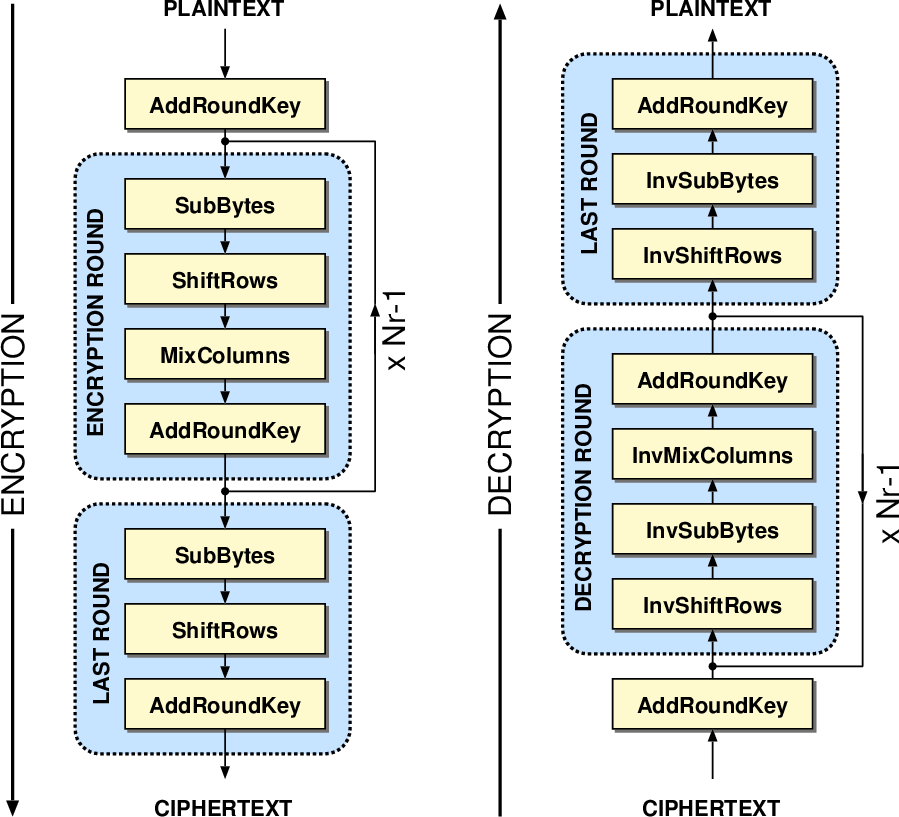 PLAINTEXT
AddRoundKey
SubBytes
ShiftRows
MixColumns
AddRoundKey
ENCRYPTION ROUND
x Nr-1
SubBytes
ShiftRows
AddRoundKey
LAST ROUND
CIPHERTEXT
ENCRYPTION
PLAINTEXT
AddRoundKey
InvSubBytes
InvShiftRows
LAST ROUND
AddRoundKey
InvMixColumns
InvSubBytes
InvShiftRows
DECRYPTION ROUND
x Nr-1
AddRoundKey
CIPHERTEXT
DECRYPTION